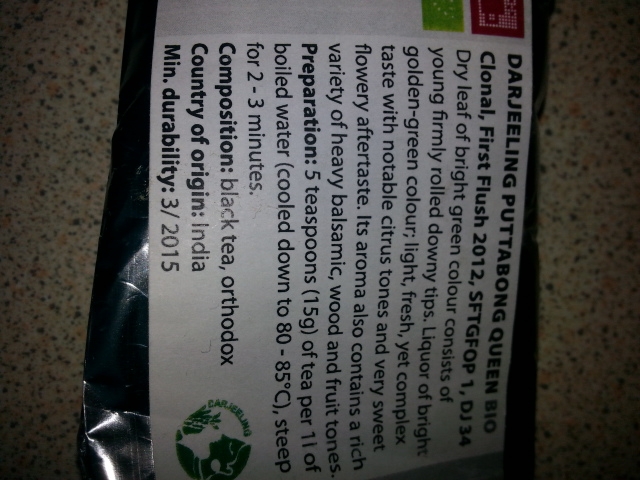 DARJEELING PUTTABONG QUEEN BIO
Clonal, First Flush 2012, SFTGFOP 1, DJ 34
Dry leaf of bright green colour consists of
young firmly rolled downy tips. Liquor of bright
golden-green colour; light, fresh, yet complex
taste with notable citrus tones and very sweet
flowery aftertaste. Its aroma also contains a rich
variety of heavy balsamic, wood and fruit tones.
Preparation: 5 teaspoons (15g) of tea per 1l of
boiled water (cooled down to 80 - 85°C), steep
for 2 - 3 minutes.
Composition: black tea, orthodox
Country of origin: India
Min. durability: 3/ 2015
DARJEELING